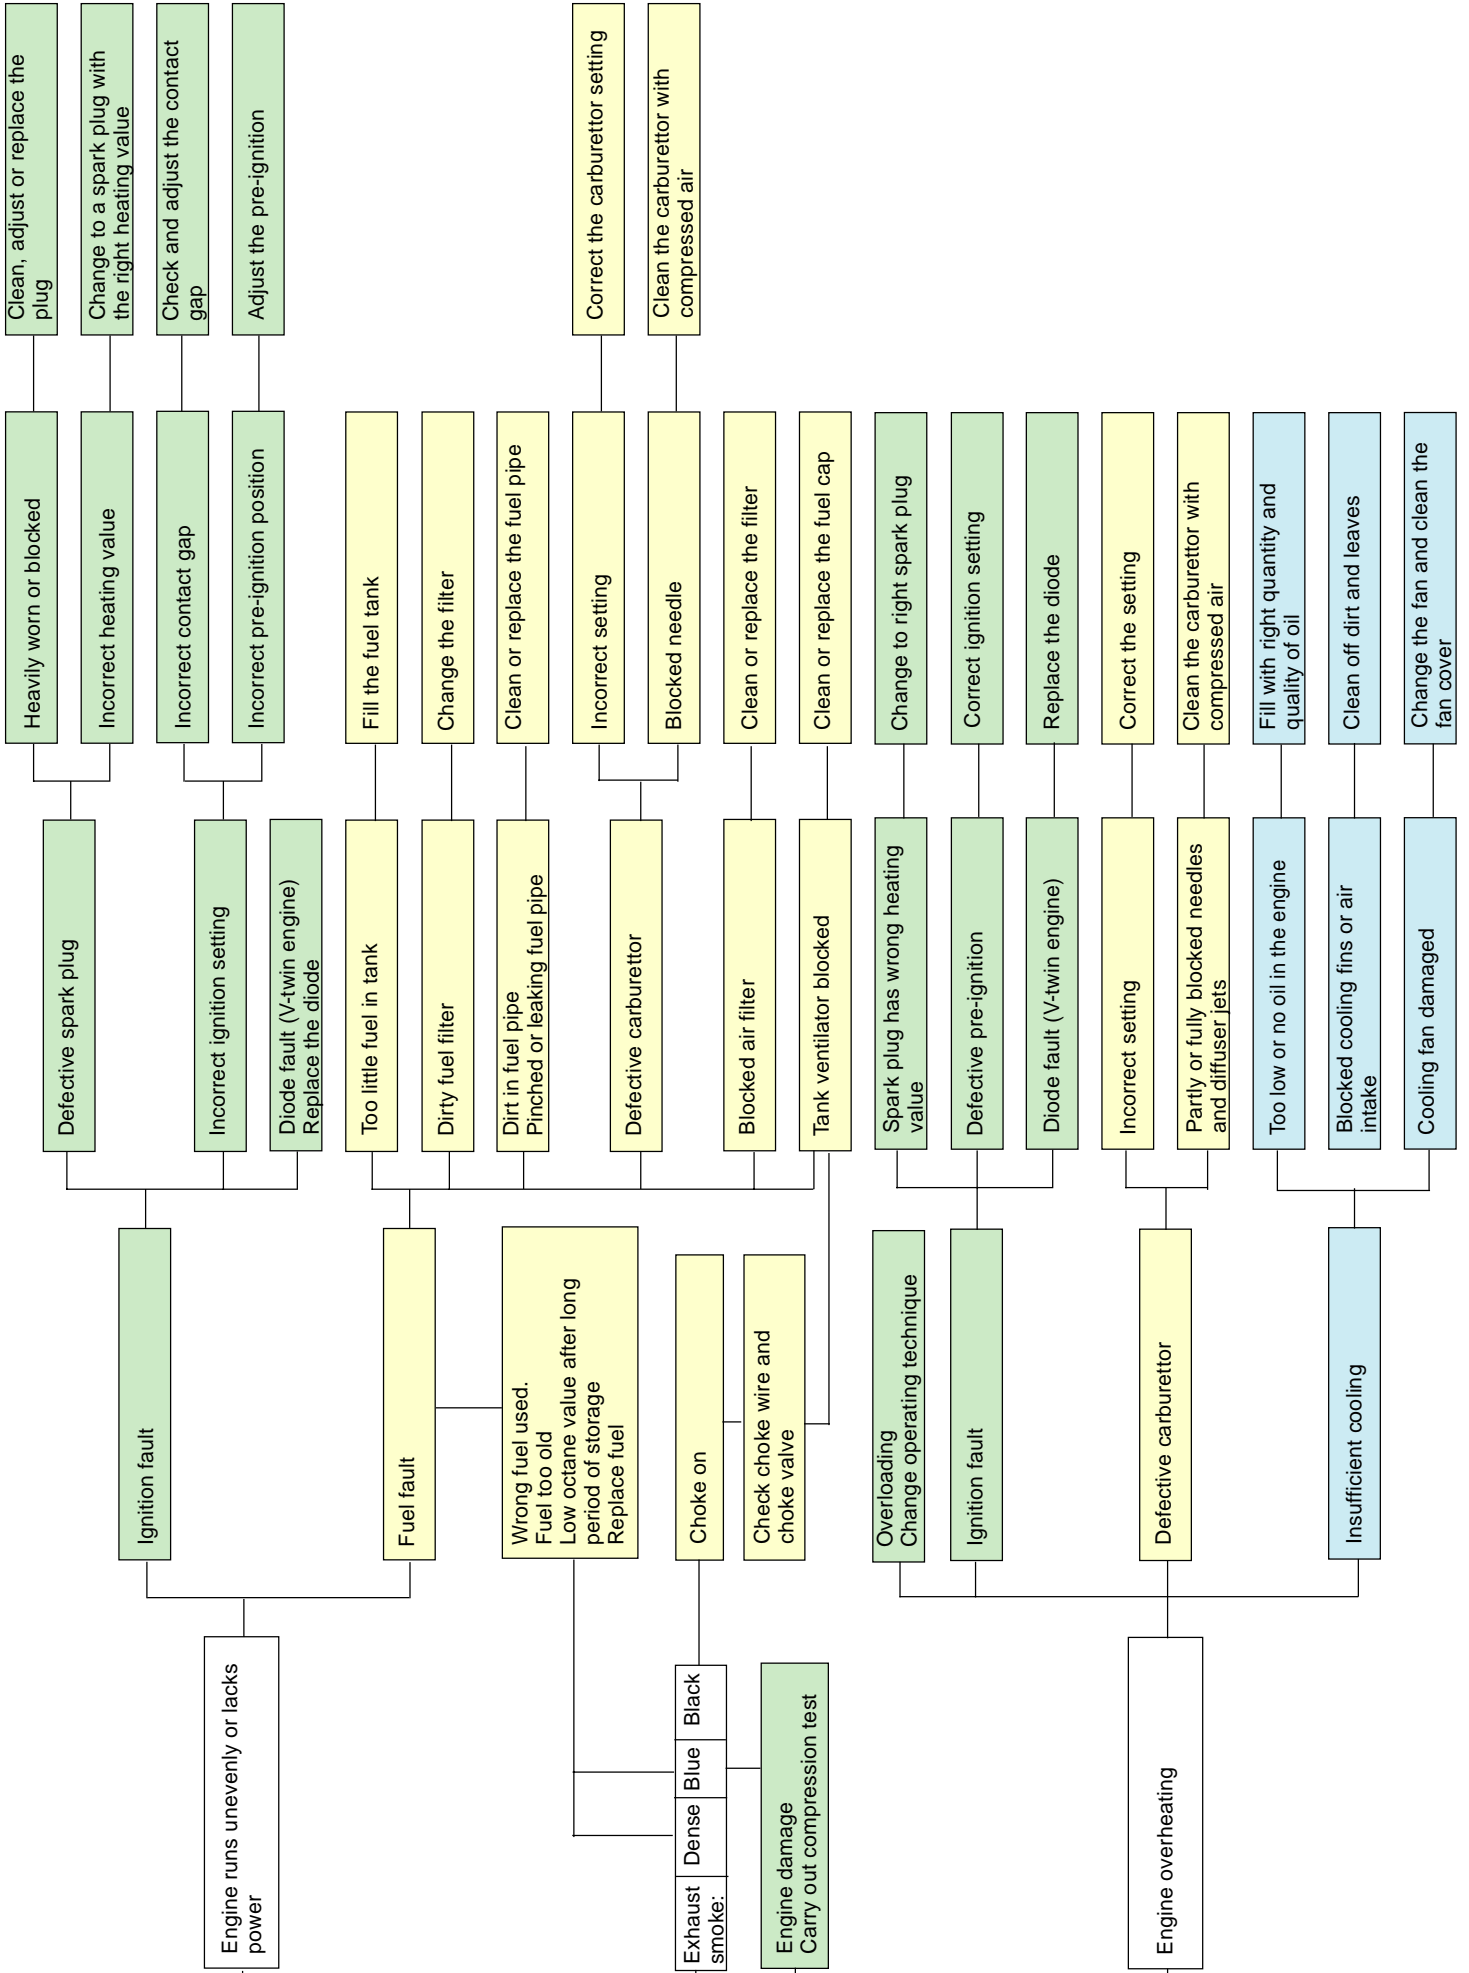 Engine runs unevenly or lacks
power
Ignition fault
Defective spark plug
Heavily worn or blocked
Clean, adjust or replace the
plug
Incorrect heating value
Change to a spark plug with
the right heating value
Incorrect ignition setting
Incorrect contact gap
Check and adjust the contact
gap
Incorrect pre-ignition position
Adjust the pre-ignition
Diode fault (V-twin engine)
Replace the diode
Fuel fault
Too little fuel in tank
Fill the fuel tank
Dirty fuel filter
Change the filter
Dirt in fuel pipe
Pinched or leaking fuel pipe
Clean or replace the fuel pipe
Defective carburettor
Incorrect setting
Correct the carburettor setting
Blocked needle
Clean the carburettor with
compressed air
Blocked air filter
Clean or replace the filter
Tank ventilator blocked
Clean or replace the fuel cap
Wrong fuel used.
Fuel too old
Low octane value after long
period of storage
Replace fuel
Exhaust
smoke:
Dense
Blue
Black
Choke on
Check choke wire and
choke valve
Engine damage
Carry out compression test
Engine overheating
Overloading
Change operating technique
Ignition fault
Spark plug has wrong heating
value
Change to right spark plug
Defective pre-ignition
Correct ignition setting
Diode fault (V-twin engine)
Replace the diode
Defective carburettor
Incorrect setting
Correct the setting
Partly or fully blocked needles
and diffuser jets
Clean the carburettor with
compressed air
Insufficient cooling
Too low or no oil in the engine
Fill with right quantity and
quality of oil
Blocked cooling fins or air
intake
Clean off dirt and leaves
Cooling fan damaged
Change the fan and clean the
fan cover